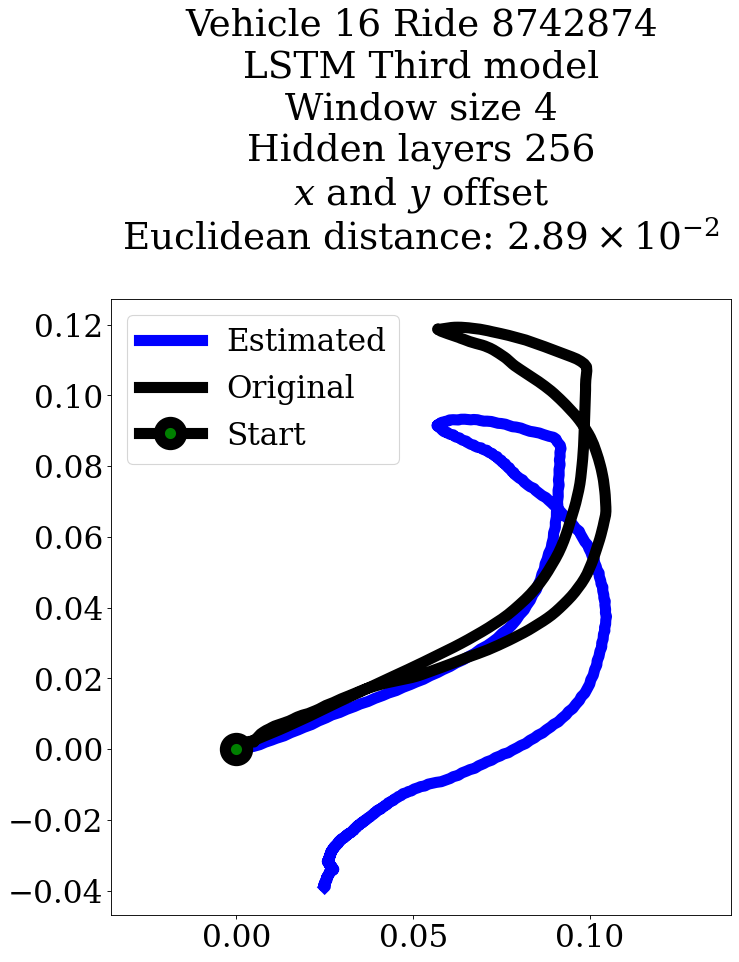 Vehicle 16 Ride 8742874
LSTM Third model
Window size 4
Hidden layers 256
x and y offset
Euclidean distance: 2.89 × 10⁻²
Estimated
Original
Start
0.12
0.10
0.08
0.06
0.04
0.02
0.00
−0.02
−0.04
0.00 0.05 0.10